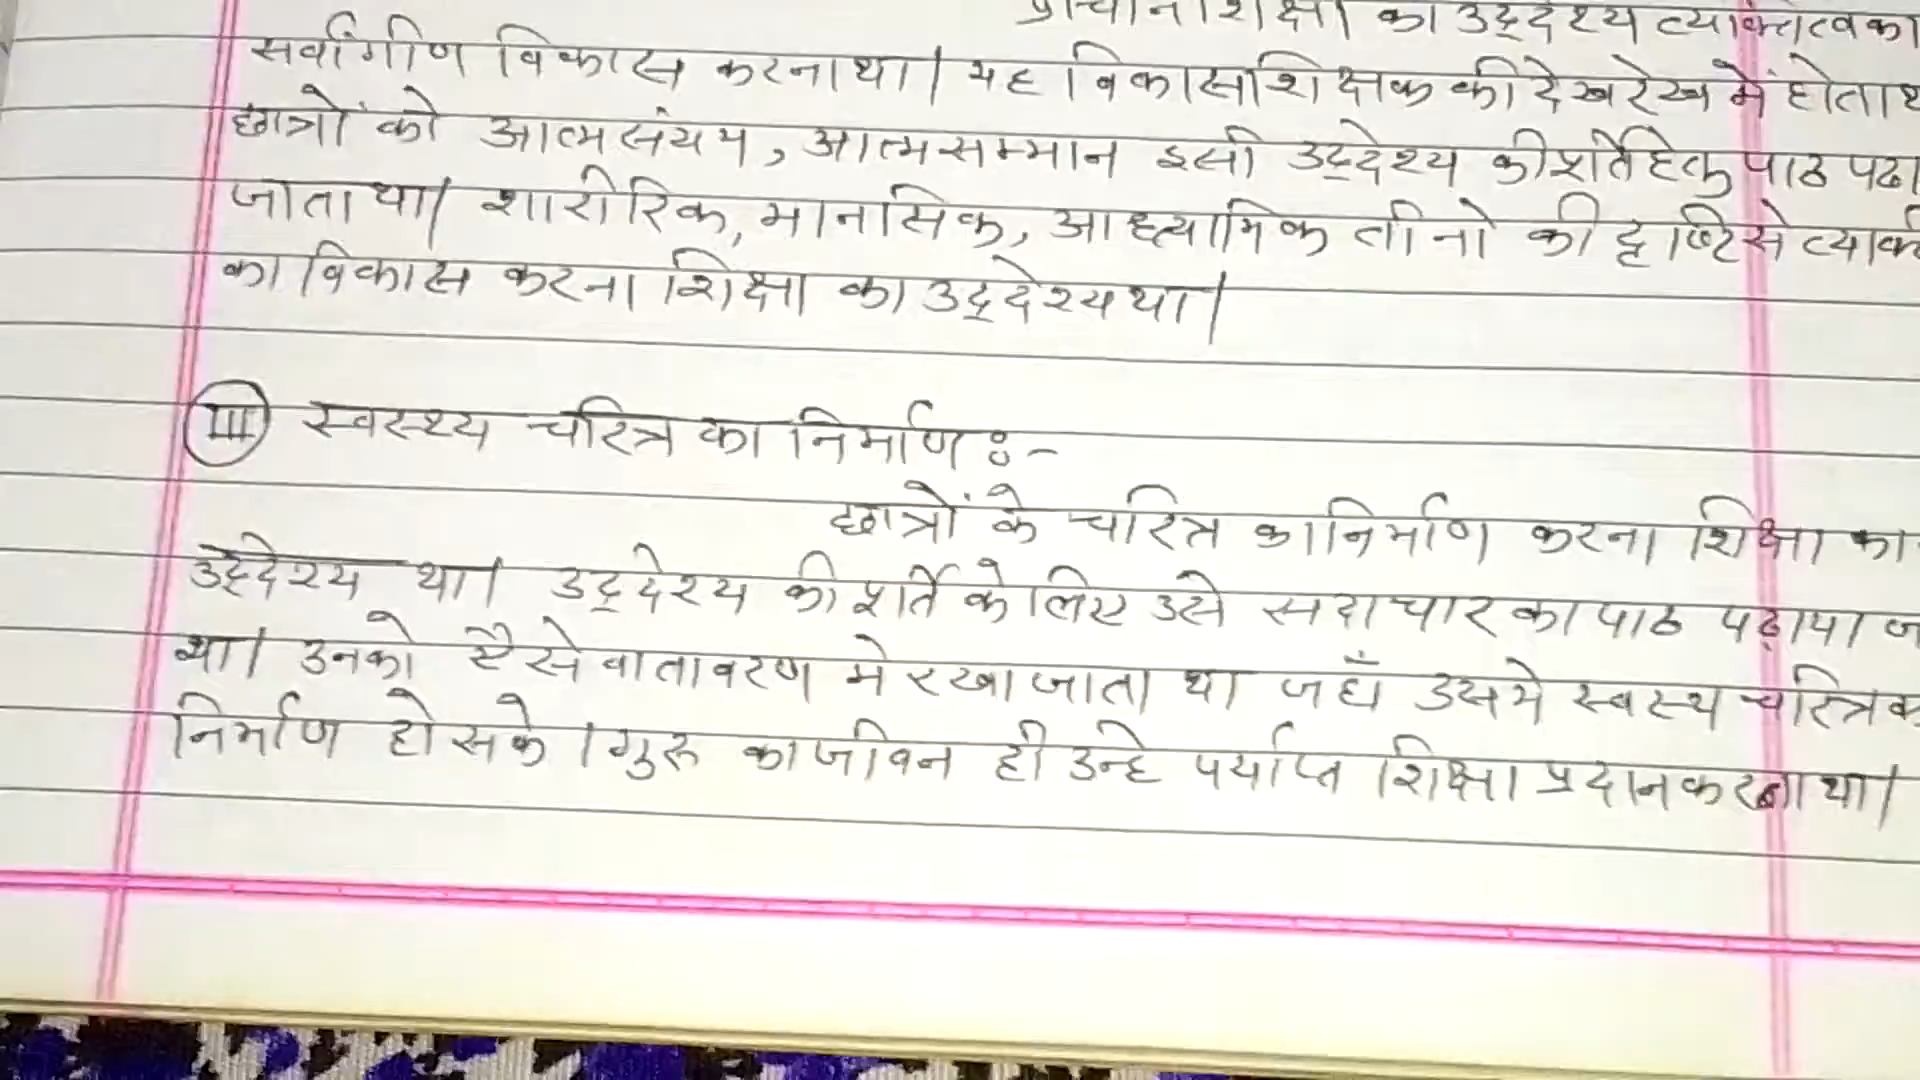 प्राचीन शिक्षा का उद्देश्य व्यक्तित्व का
सर्वांगीण विकास करना था। यह विकास शिक्षक की देखरेख में होता
छात्रों को आत्मसंयम, आत्मसम्मान इसी उद्देश्य की पूर्ति हेतु पाठ पढा
जाता था। शारीरिक, मानसिक, आध्यात्मिक तीनो की दृष्टि से
का विकास करना शिक्षा का उद्देश्य था।
III स्वस्थ्य चरित्र का निर्माण :-
छात्रों के चरित्र का निर्माण करना शिक्षा का
उद्देश्य था। उद्देश्य की पूर्ति के लिए उसे सदाचार का पाठ पढ़ाया
था। उनको ऐसे वातावरण मे रखा जाता था जहाँ उसमे स्वस्थ चरित्र
निर्माण हो सके। गुरू का जीवन ही उन्हे पर्याप्त शिक्षा प्रदान करता था।